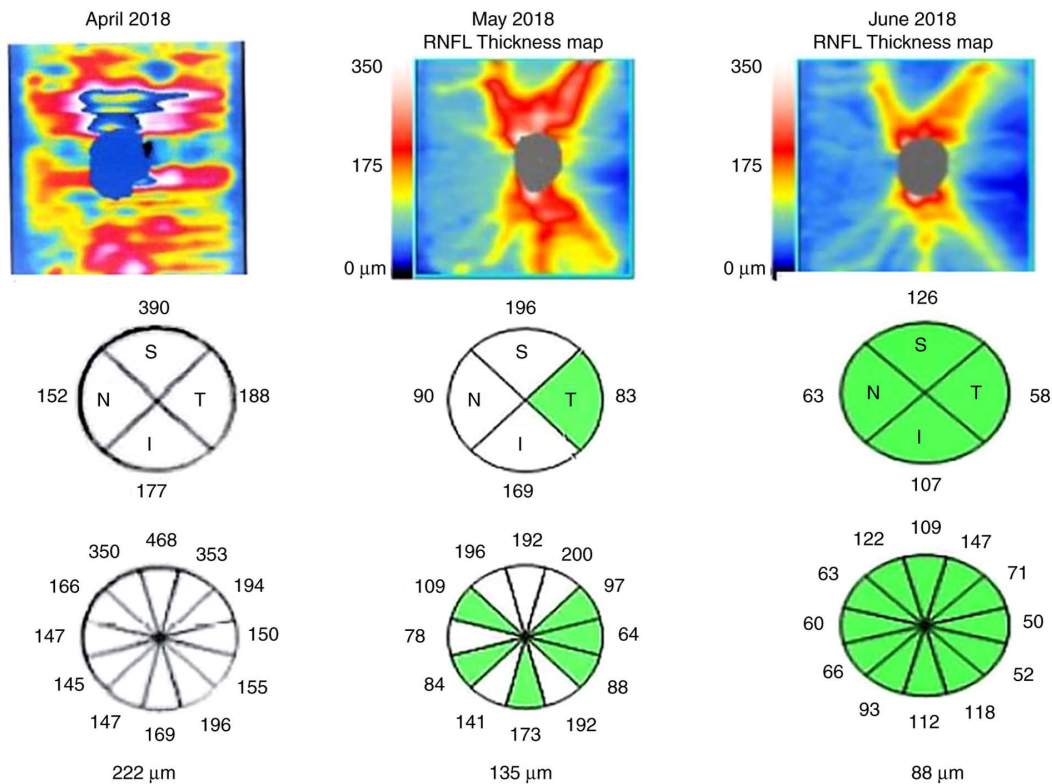 April 2018
May 2018
RNFL Thickness map
June 2018
RNFL Thickness map
350
175
0 μm
350
175
0 μm
390
S
152
N
T
188
I
177
196
S
90
N
T
83
I
169
126
S
63
N
T
58
I
107
468
350
353
166
194
147
150
145
155
147
196
169
222 μm
192
196
200
109
97
78
64
84
88
141
192
173
135 μm
109
122
147
63
71
60
50
66
52
93
118
112
88 μm